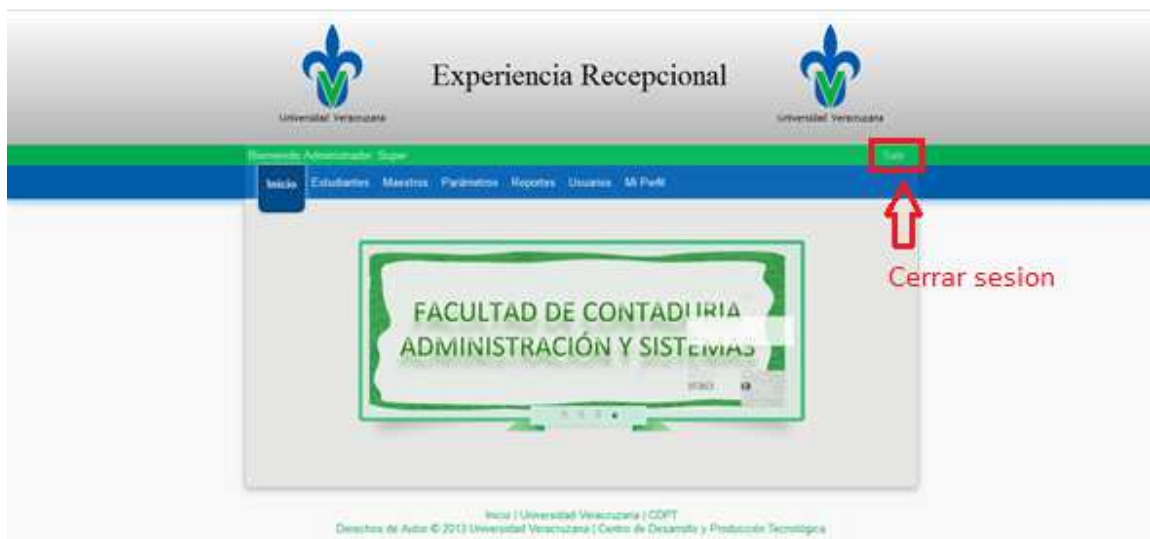 Experiencia Recepcional
Universidad Veracruzana
Universidad Veracruzana
Bienvenido Administrador: Super
Salir
Inicio Estudiantes Maestros Parámetros Reportes Usuarios Mi Perfil
Cerrar sesion
FACULTAD DE CONTADURIA
ADMINISTRACIÓN Y SISTEMAS
Inicio | Universidad Veracruzana | CDPT
Derechos de Autor © 2013 Universidad Veracruzana | Centro de Desarrollo y Producción Tecnológica